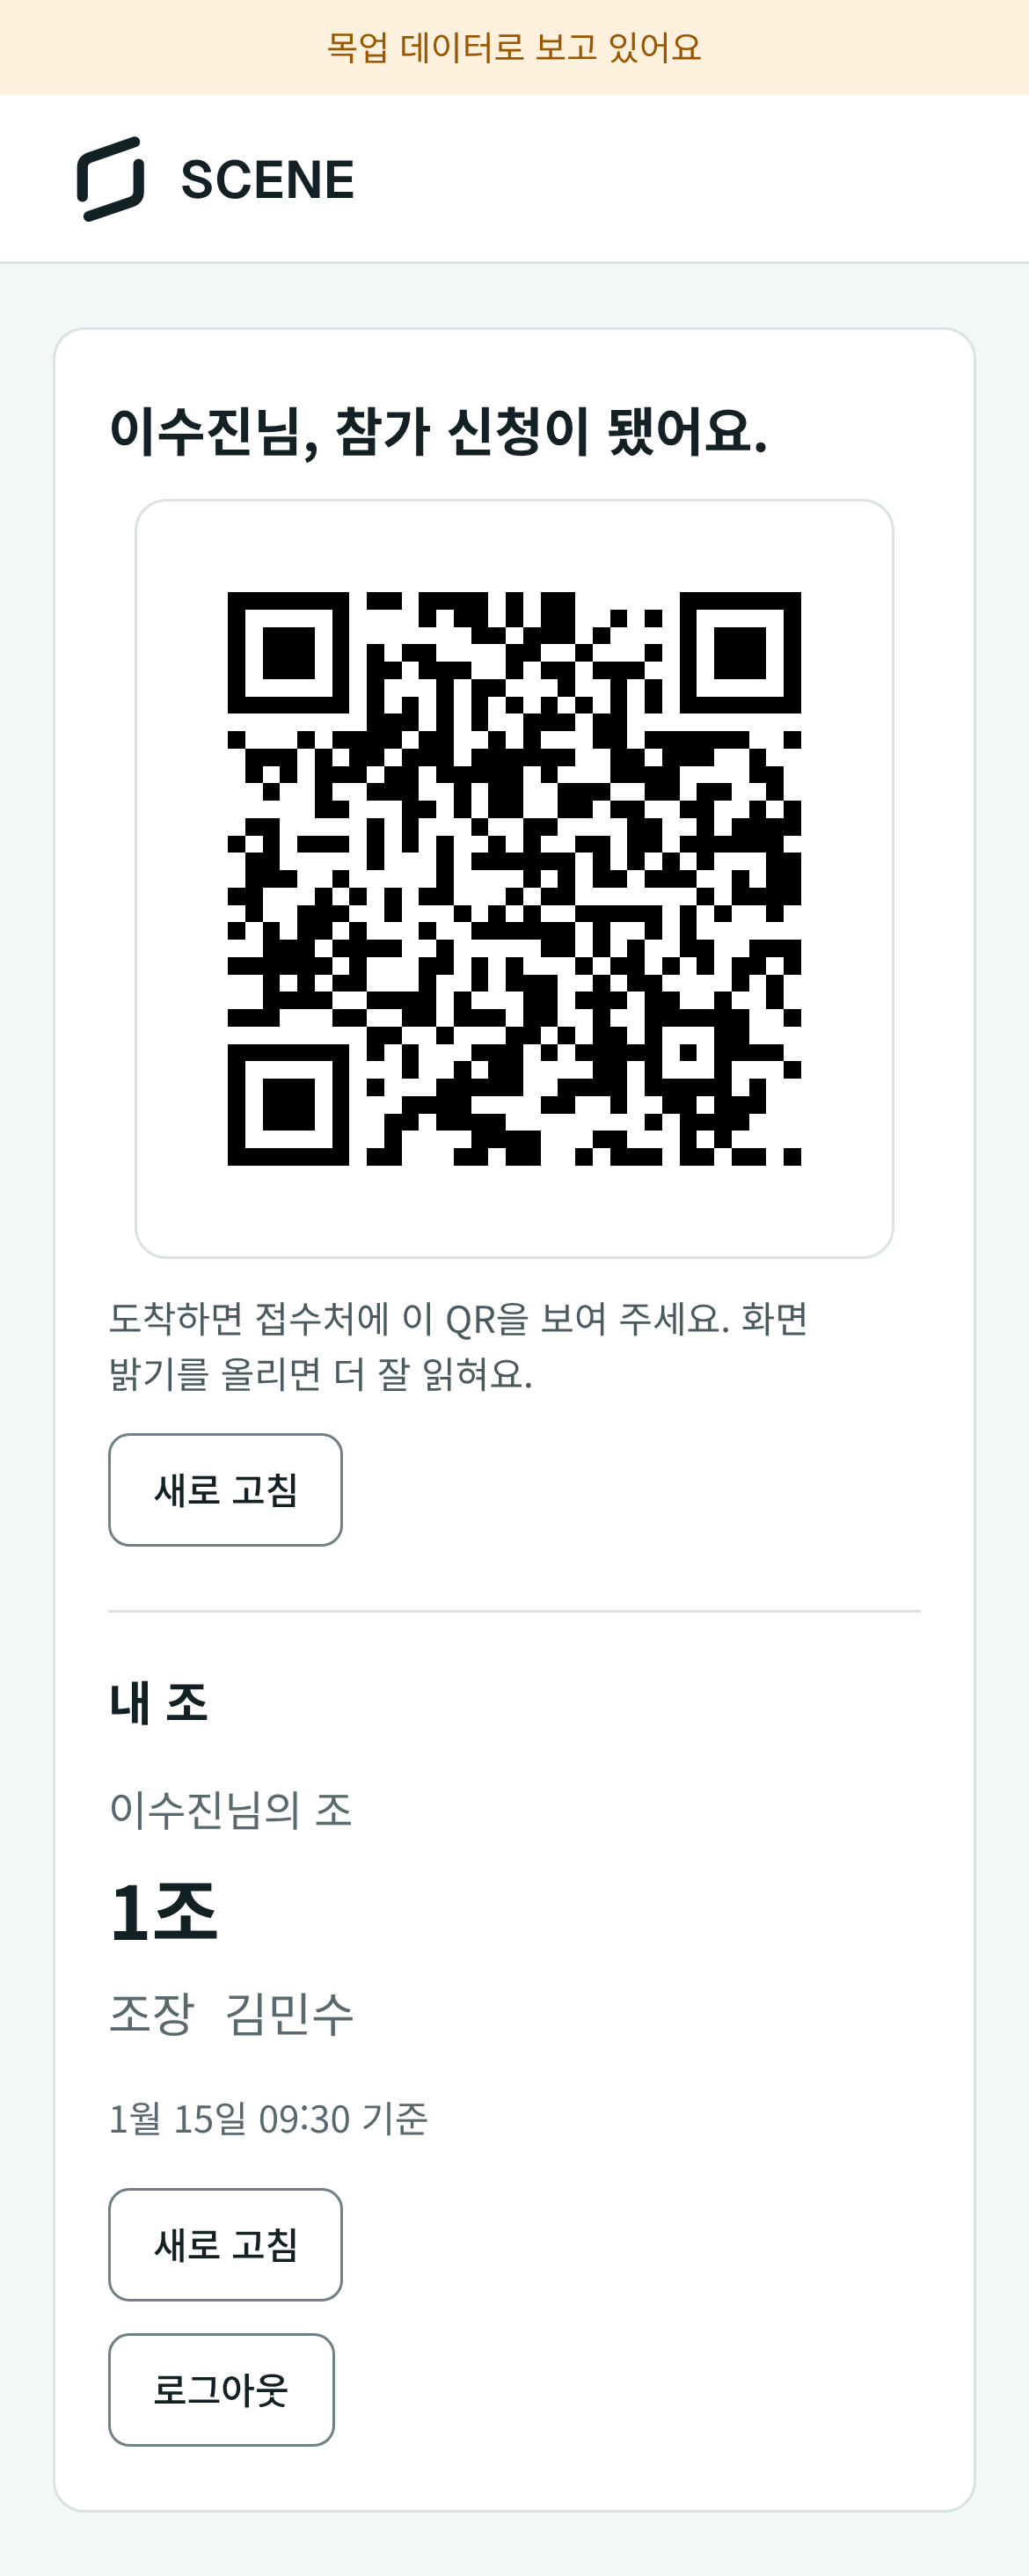 목업 데이터로 보고 있어요
SCENE
이수진님, 참가 신청이 됐어요.
도착하면 접수처에 이 QR을 보여 주세요. 화면
밝기를 올리면 더 잘 읽혀요.
새로 고침
내 조
이수진님의 조
1조
조장 김민수
1월 15일 09:30 기준
새로 고침
로그아웃